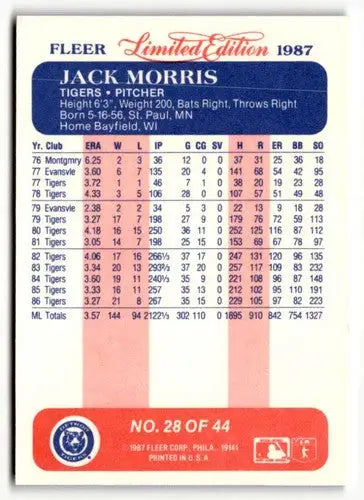 FLEER Limited Edition 1987
JACK MORRIS
TIGERS • PITCHER
Height 6'3", Weight 200, Bats Right, Throws Right
Born 5-16-56, St. Paul, MN
Home Bayfield, WI
Yr. Club ERA W L IP G CG SV H R ER BB SO
76 Montgmry 6.25 2 3 36 12 0 0 37 31 25 36 18
77 Evansvle 3.60 6 7 135 20 4 0 141 68 54 42 95
77 Tigers 3.72 1 1 46 7 1 0 38 20 19 23 28
78 Tigers 4.33 3 5 106 28 0 0 107 57 51 49 48
79 Evansvle 2.38 2 2 34 5 0 0 22 13 9 18 28
79 Tigers 3.27 17 7 198 27 9 0 179 76 72 59 113
80 Tigers 4.18 16 15 250 36 11 0 252 125 116 87 112
81 Tigers 3.05 14 7 198 25 15 0 153 69 67 78 97
82 Tigers 4.06 17 16 266⅓ 37 17 0 247 131 120 96 135
83 Tigers 3.34 20 13 293⅔ 37 20 0 257 117 109 83 232
84 Tigers 3.60 19 11 240⅓ 35 9 0 221 108 96 87 148
85 Tigers 3.33 16 11 257 35 13 0 212 102 95 110 191
86 Tigers 3.27 21 8 267 35 15 0 229 105 97 82 223
ML Totals 3.57 144 94 2122⅓ 302 110 0 1895 910 842 754 1327
DETROIT
TIGERS
NO. 28 OF 44
©1987 FLEER CORP., PHILA., 19141
PRINTED IN U.S.A